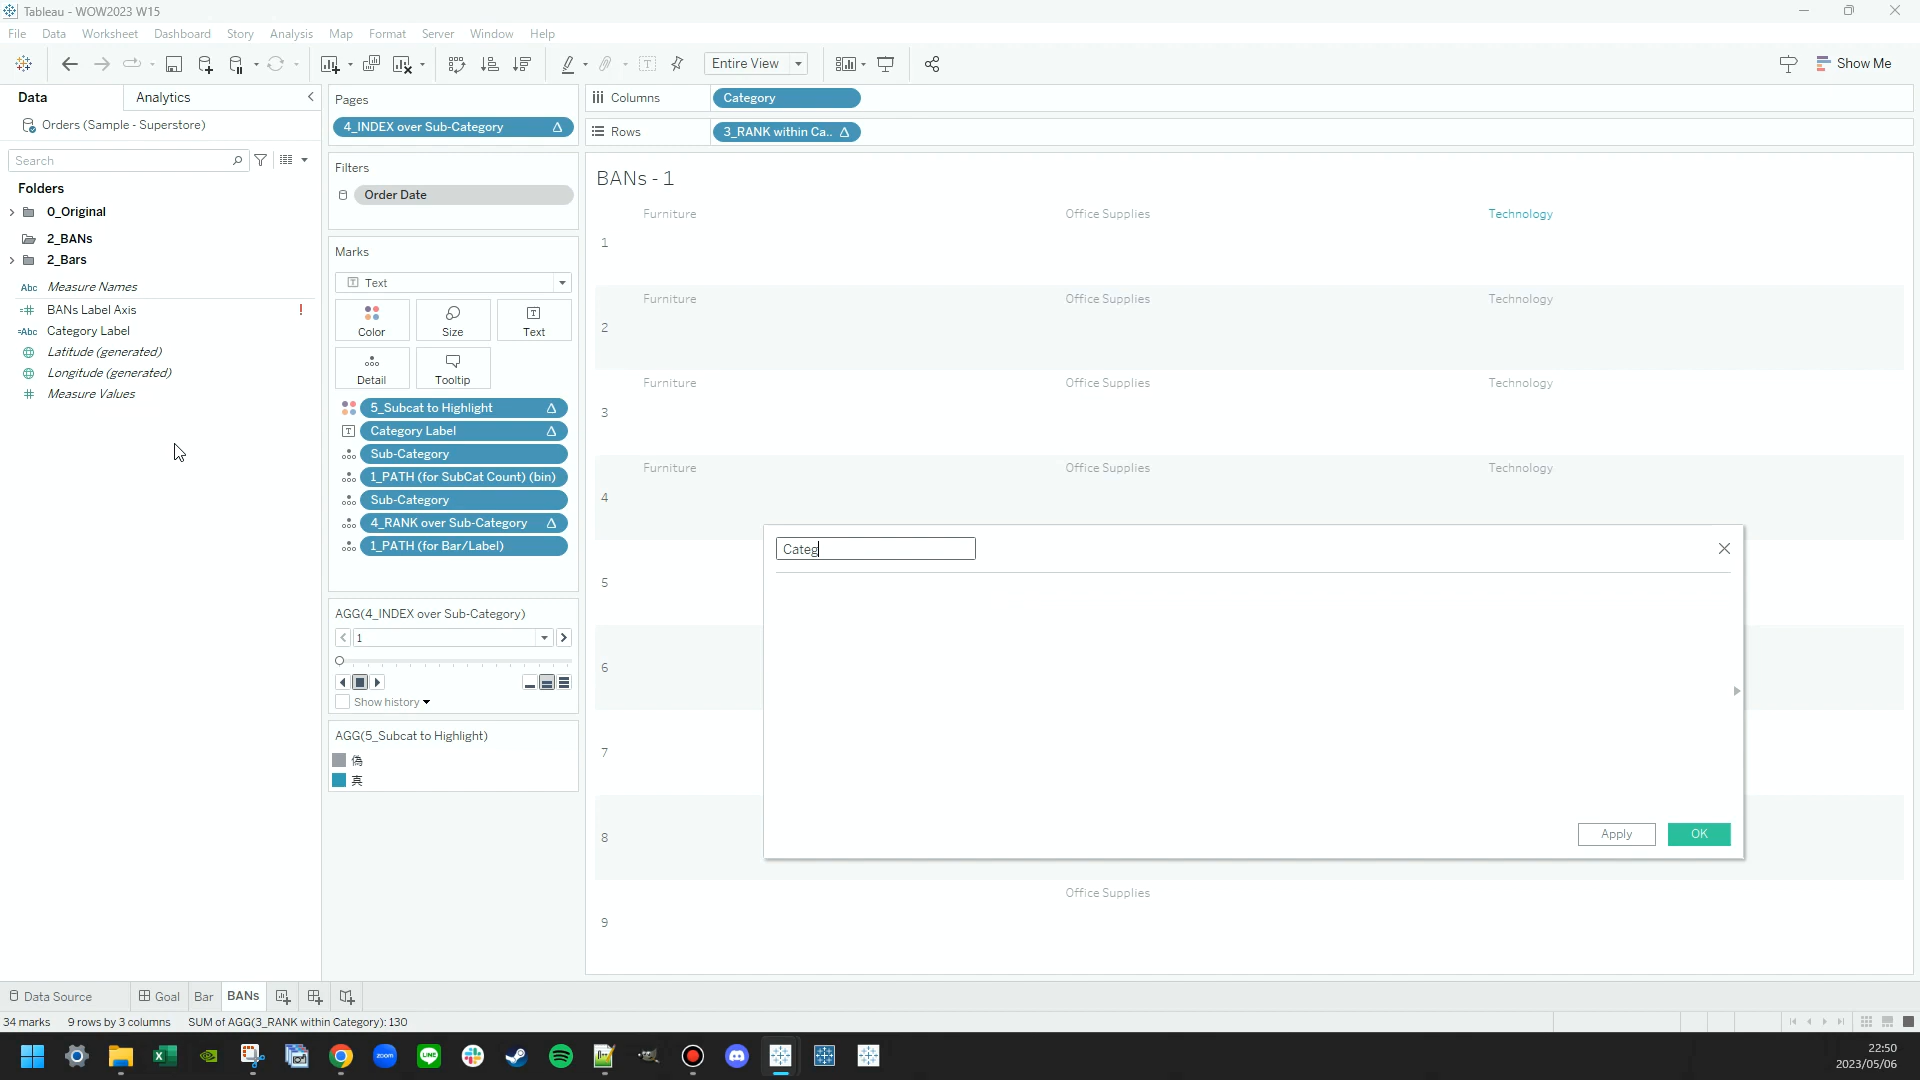 Tableau - WOW2023 W15
File Data Worksheet Dashboard Story Analysis Map Format Server Window Help
Entire View
Show Me
Data
Analytics
Orders (Sample - Superstore)
Search
Folders
0_Original
2_BANs
2_Bars
Abc Measure Names
BANs Label Axis !
=Abc Category Label
Latitude (generated)
Longitude (generated)
Measure Values
Pages
4_INDEX over Sub-Category
Filters
Order Date
Marks
Text
Color
Size
Text
Detail
Tooltip
5_Subcat to Highlight
Category Label
Sub-Category
1_PATH (for SubCat Count) (bin)
Sub-Category
4_RANK over Sub-Category
1_PATH (for Bar/Label)
AGG(4_INDEX over Sub-Category)
1
Show history
AGG(5_Subcat to Highlight)
偽
真
Columns
Category
Rows
3_RANK within Ca..
BANs - 1
Furniture Office Supplies Technology
1
Furniture Office Supplies Technology
2
Furniture Office Supplies Technology
3
Furniture Office Supplies Technology
4
5
6
7
8
Office Supplies
9
Categ
Apply
OK
Data Source
Goal
Bar
BANs
34 marks 9 rows by 3 columns SUM of AGG(3_RANK within Category): 130
zoom
LINE
22:50
2023/05/06